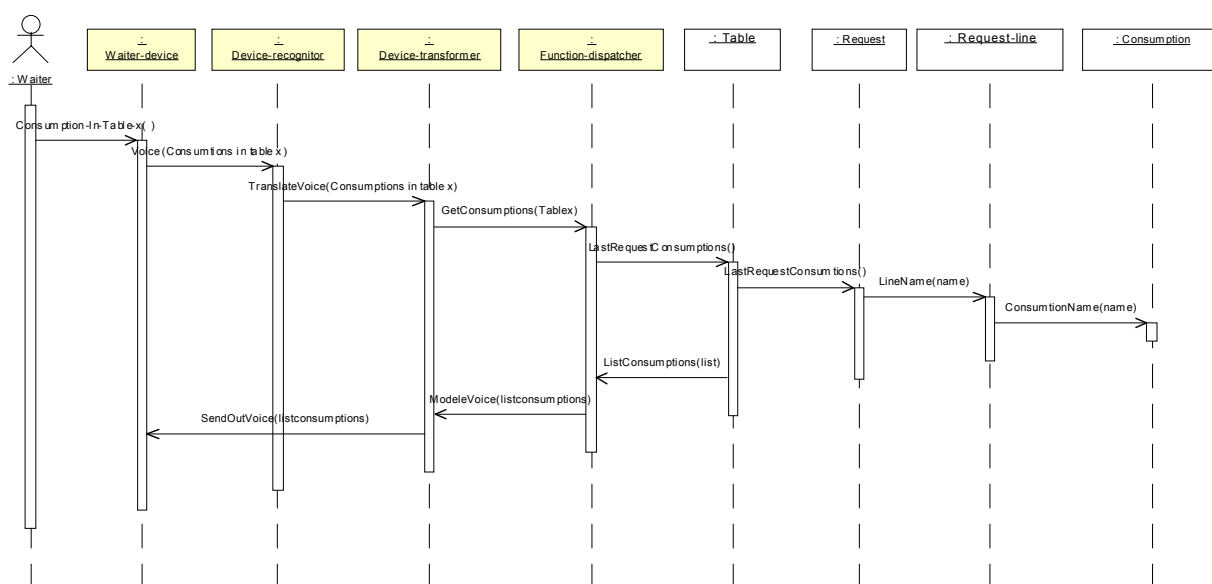 : Waiter
:
Waiter-device
:
Device-recognitor
:
Device-transformer
:
Function-dispatcher
: Table
: Request
: Request-line
: Consumption
Consumption-In-Table-x( )
Voice(Consumtions in table x)
TranslateVoice(Consumptions in table x)
GetConsumptions(Tablex)
LastRequestConsumptions()
LastRequestConsumtions()
LineName(name)
ConsumtionName(name)
ListConsumptions(list)
ModeleVoice(listconsumptions)
SendOutVoice(listconsumptions)